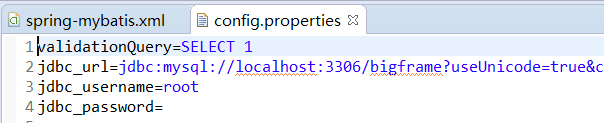 spring-mybatis.xml config.properties
1 validationQuery=SELECT 1
2 jdbc_url=jdbc:mysql://localhost:3306/bigframe?useUnicode=true&c
3 jdbc_username=root
4 jdbc_password=